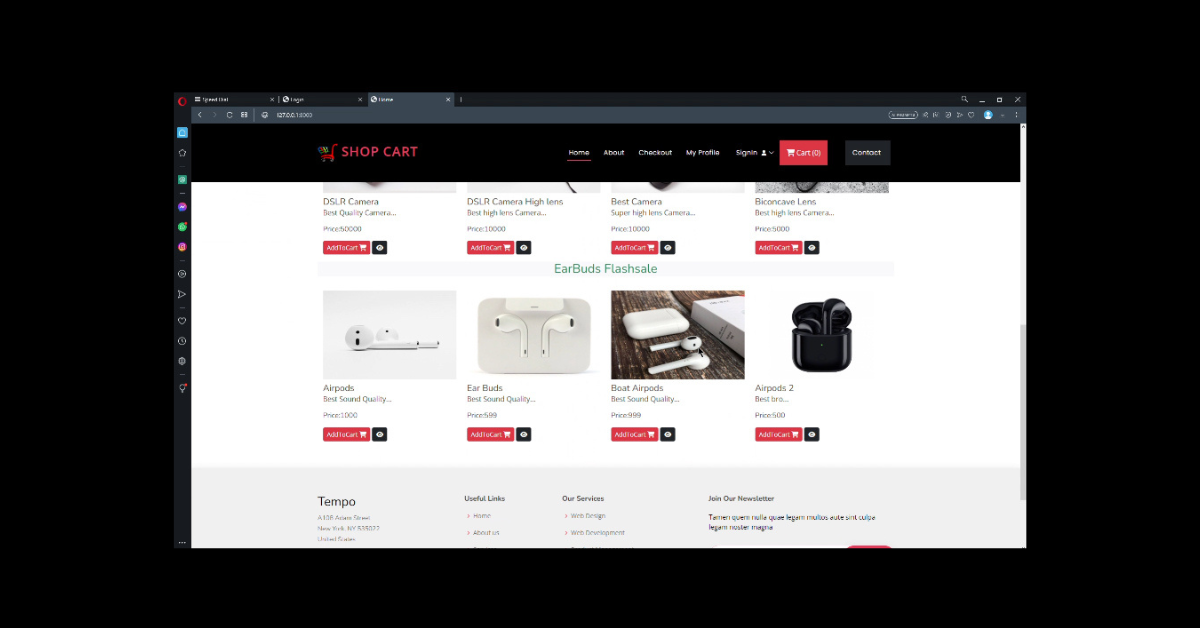 Speed Dial
Login
Home
127.0.0.1:8000
SHOP CART
Home
About
Checkout
My Profile
Signin
Cart (0)
Contact
DSLR Camera
Best Quality Camera...
Price:50000
AddToCart
DSLR Camera High lens
Best high lens Camera...
Price:10000
AddToCart
Best Camera
Super high lens Camera...
Price:10000
AddToCart
Biconcave Lens
Best high lens Camera...
Price:5000
AddToCart
EarBuds Flashsale
Airpods
Best Sound Quality...
Price:1000
AddToCart
Ear Buds
Best Sound Quality...
Price:599
AddToCart
Boat Airpods
Best Sound Quality...
Price:999
AddToCart
Airpods 2
Best bro...
Price:500
AddToCart
Tempo
A108 Adam Street
New York, NY 535022
United States
Useful Links
Home
About us
Our Services
Web Design
Web Development
Join Our Newsletter
Tamen quem nulla quae legam multos aute sint culpa
legam noster magna